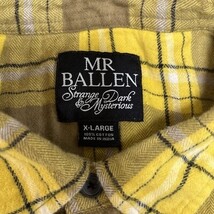 MR
BALLEN
Strange Dark
& Mysterious
X-LARGE
100% COTTON
MADE IN INDIA